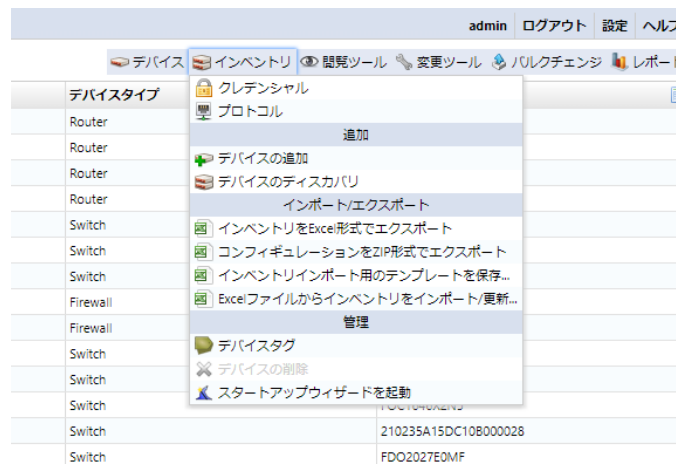 admin ログアウト 設定 ヘルプ
デバイス インベントリ 閲覧ツール 変更ツール バルクチェンジ レポート
デバイスタイプ
クレデンシャル
Router
プロトコル
追加
Router
デバイスの追加
Router
デバイスのディスカバリ
Router
インポート/エクスポート
Switch
インベントリをExcel形式でエクスポート
Switch
コンフィギュレーションをZIP形式でエクスポート
Switch
インベントリインポート用のテンプレートを保存...
Firewall
Excelファイルからインベントリをインポート/更新...
Firewall
管理
Switch
デバイスタグ
Switch
デバイスの削除
Switch
スタートアップウィザードを起動
Switch
210235A15DC10B000028
Switch
FDO2027E0MF